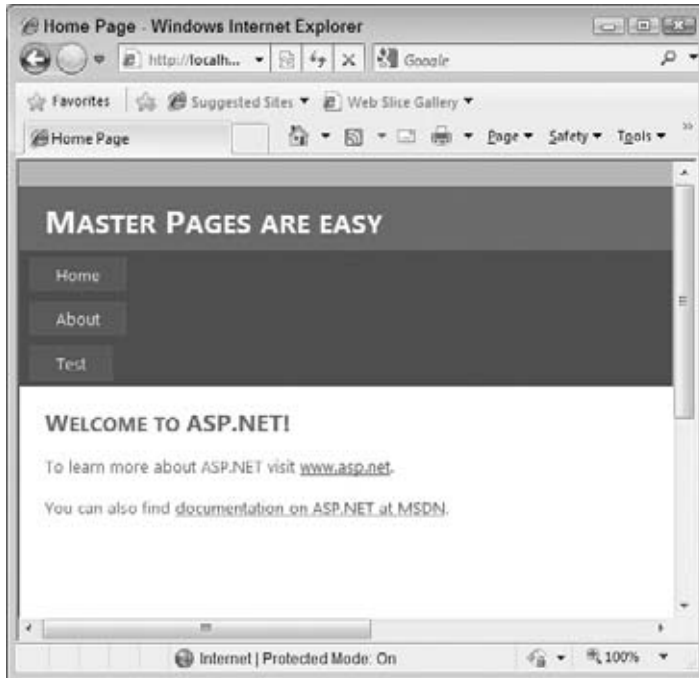 Home Page - Windows Internet Explorer
http://localh... Google
Favorites Suggested Sites Web Slice Gallery
Home Page Page Safety Tools »
MASTER PAGES ARE EASY
Home
About
Test
WELCOME TO ASP.NET!
To learn more about ASP.NET visit www.asp.net.
You can also find documentation on ASP.NET at MSDN.
Internet | Protected Mode: On 100%